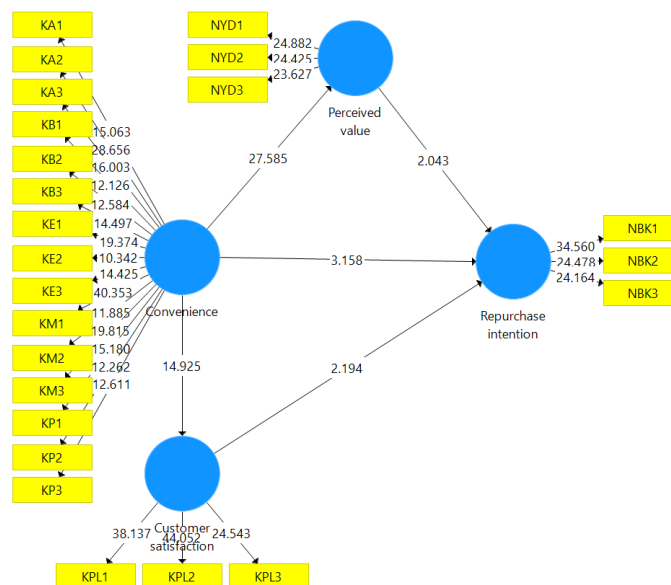 KA1
KA2
KA3
KB1
KB2
KB3
KE1
KE2
KE3
KM1
KM2
KM3
KP1
KP2
KP3
15.063
28.656
16.003
12.126
12.584
14.497
19.374
10.342
14.425
40.353
11.885
19.815
15.180
12.262
12.611
Convenience
NYD1
NYD2
NYD3
24.882
24.425
23.627
Perceived
value
27.585
2.043
3.158
14.925
2.194
Repurchase
intention
34.560
24.478
24.164
NBK1
NBK2
NBK3
Customer
satisfaction
38.137
44.052
24.543
KPL1
KPL2
KPL3